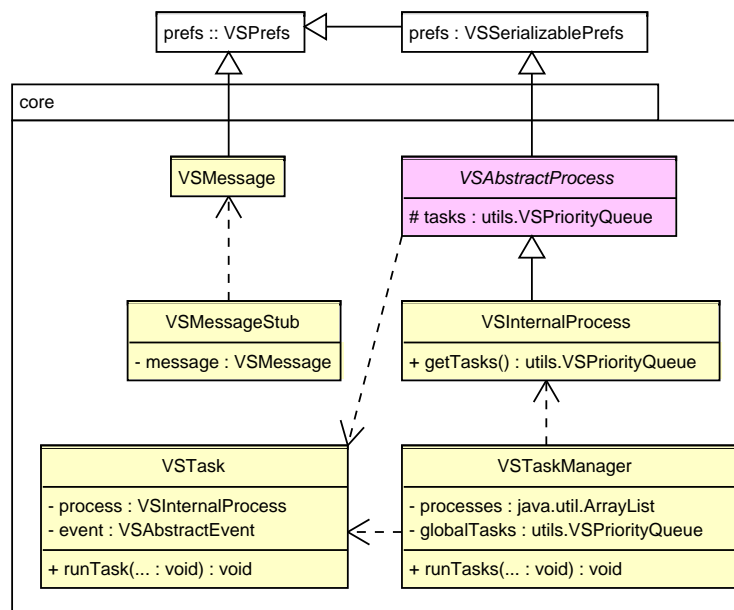 prefs :: VSPrefs
prefs : VSSerializablePrefs
core
VSMessage
VSAbstractProcess
# tasks : utils.VSPriorityQueue
VSMessageStub
- message : VSMessage
VSInternalProcess
+ getTasks() : utils.VSPriorityQueue
VSTask
- process : VSInternalProcess
- event : VSAbstractEvent
+ runTask(... : void) : void
VSTaskManager
- processes : java.util.ArrayList
- globalTasks : utils.VSPriorityQueue
+ runTasks(... : void) : void